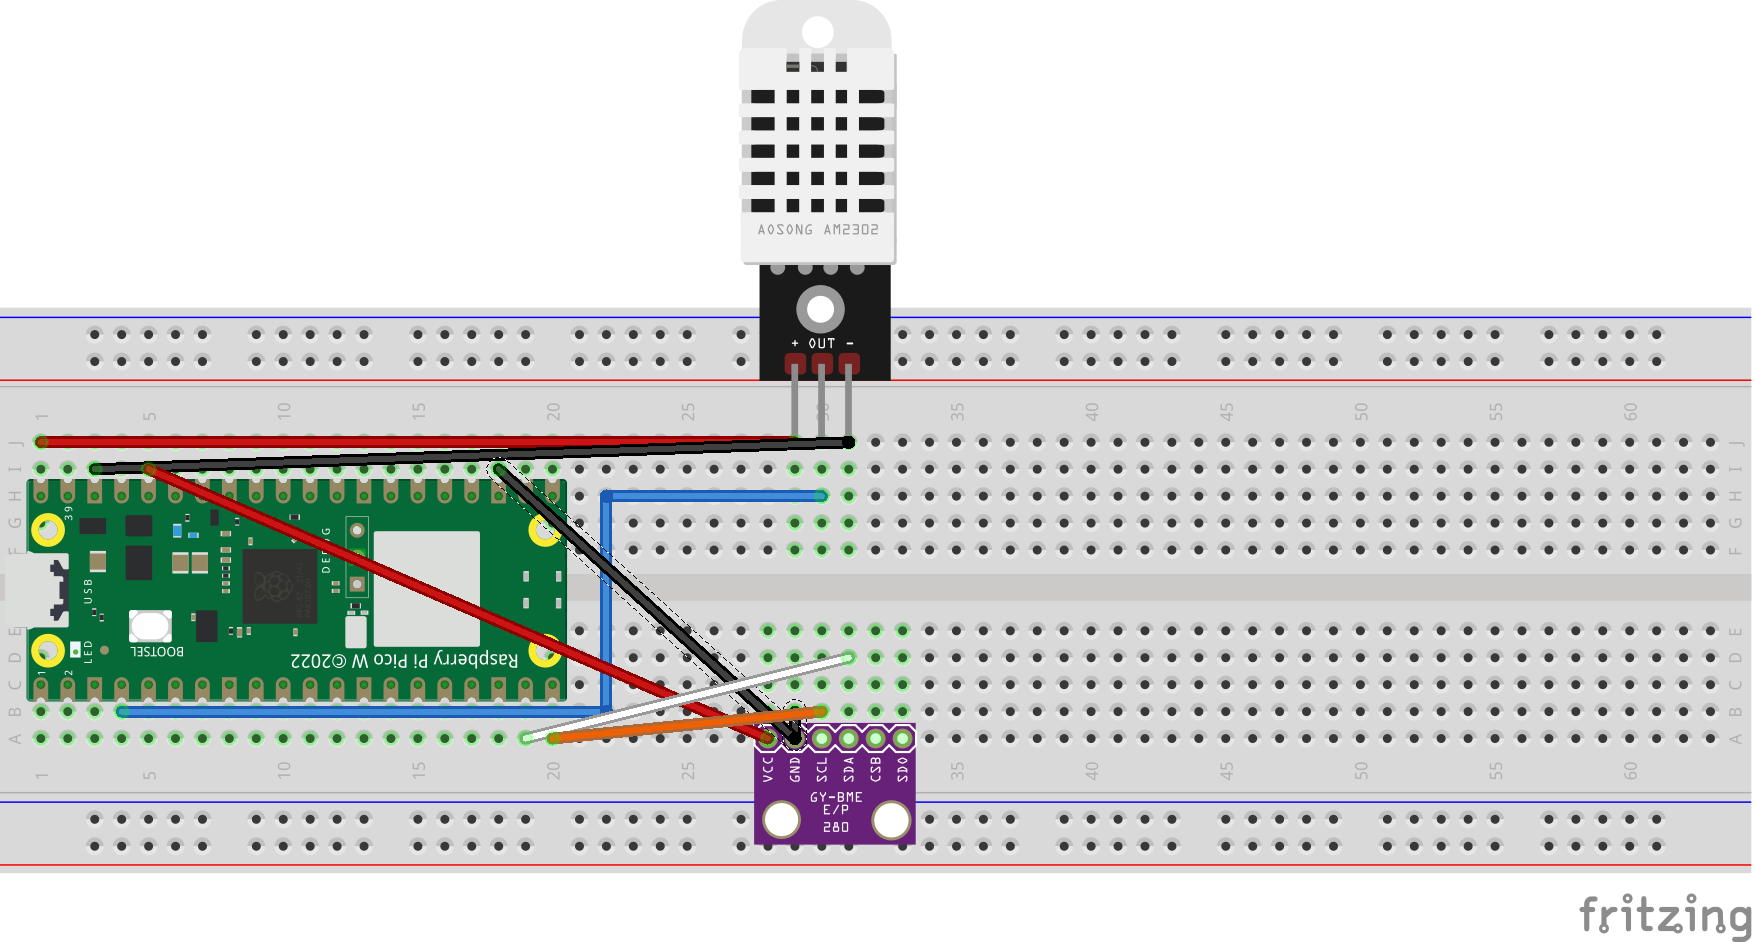 AOSONG AM2302
+ OUT -
1 5 10 15 20 25 30 35 40 45 50 55 60
J J
I I
H H
G G
F F
39
DEBUG
USB
BOOTSEL
LED
1
2
Raspberry Pi Pico W ©2022
E E
D D
C C
B B
A A
1 5 10 15 20 25 35 40 45 50 55 60
VCC GND SCL SDA CSB SDO
GY-BME
E/P
280
fritzing